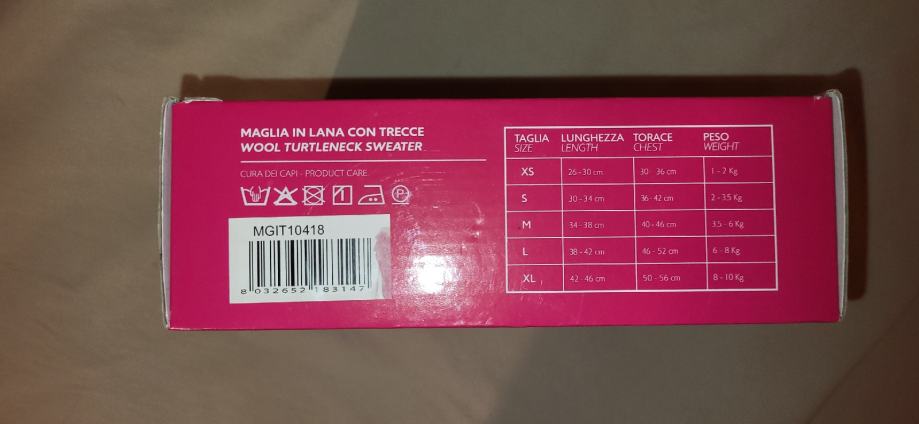 MAGLIA IN LANA CON TRECCE
WOOL TURTLENECK SWEATER
CURA DEI CAPI - PRODUCT CARE
MGIT10418
8 032652 183147
TAGLIA LUNGHEZZA TORACE PESO
SIZE LENGTH CHEST WEIGHT
XS 26-30 cm 30 - 36 cm 1 - 2 Kg
S 30 - 34 cm 36- 42 cm 2 - 3.5 Kg
M 34 - 38 cm 40 - 46 cm 3.5 - 6 Kg
L 38 - 42 cm 46 - 52 cm 6 - 8 Kg
XL 42 - 46 cm 50 - 56 cm 8 - 10 Kg